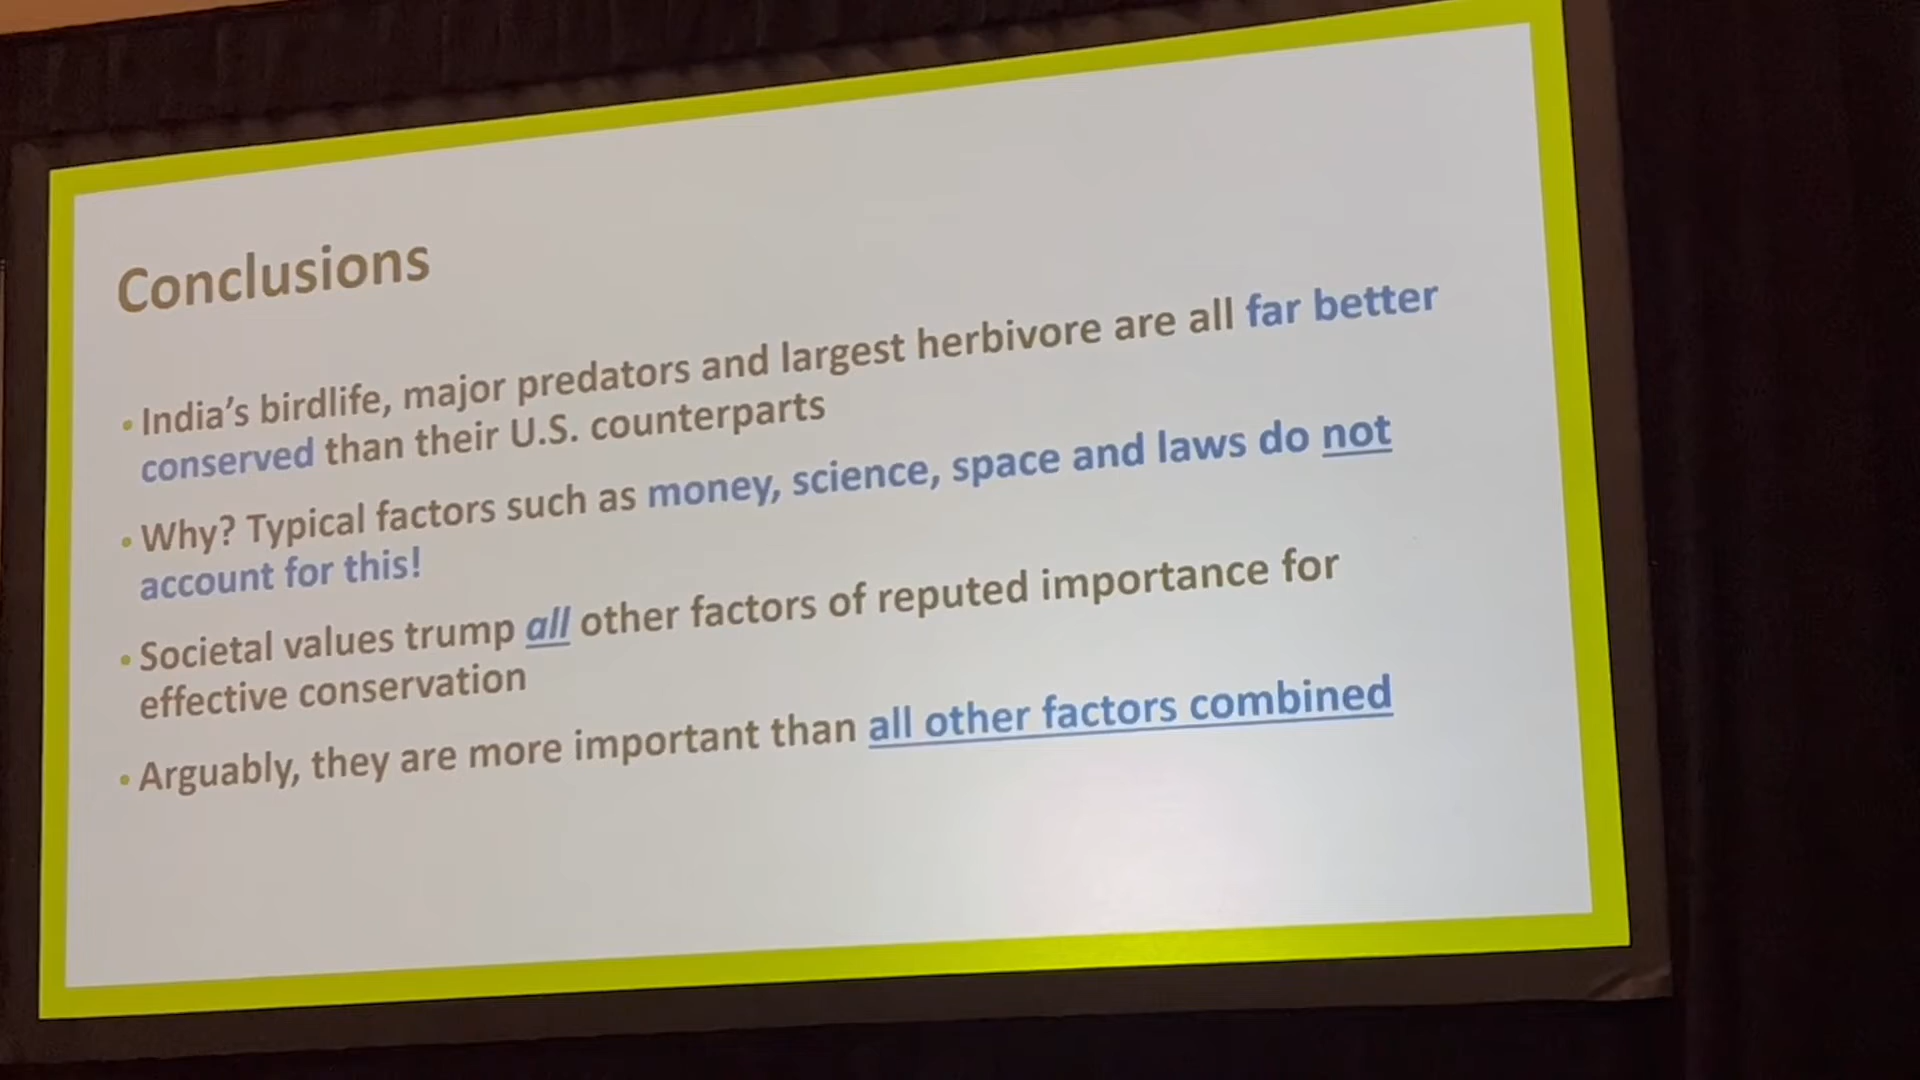 Conclusions
• India's birdlife, major predators and largest herbivore are all far better
conserved than their U.S. counterparts
• Why? Typical factors such as money, science, space and laws do not
account for this!
• Societal values trump all other factors of reputed importance for
effective conservation
• Arguably, they are more important than all other factors combined